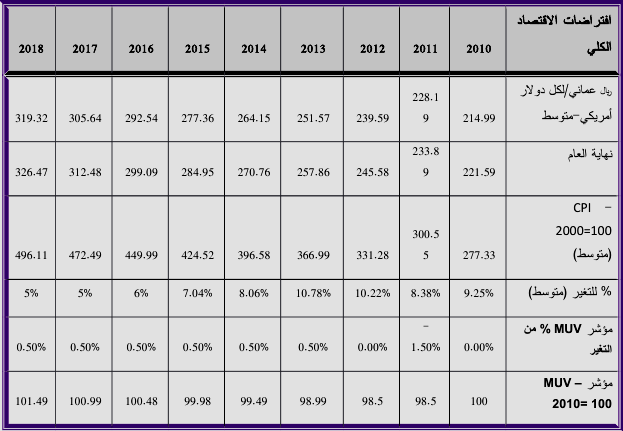 افتراضات الاقتصاد الكلي 2010 2011 2012 2013 2014 2015 2016 2017 2018
ريال عماني/لكل دولار أمريكي-متوسط 214.99 228.19 239.59 251.57 264.15 277.36 292.54 305.64 319.32
نهاية العام 221.59 233.89 245.58 257.86 270.76 284.95 299.09 312.48 326.47
CPI – 2000=100 (متوسط) 277.33 300.55 331.28 366.99 396.58 424.52 449.99 472.49 496.11
% للتغير (متوسط) 9.25% 8.38% 10.22% 10.78% 8.06% 7.04% 6% 5% 5%
مؤشر MUV % من التغير 0.00% –1.50% 0.00% 0.50% 0.50% 0.50% 0.50% 0.50% 0.50%
مؤشر – MUV 2010= 100 100 98.5 98.5 98.99 99.49 99.98 100.48 100.99 101.49